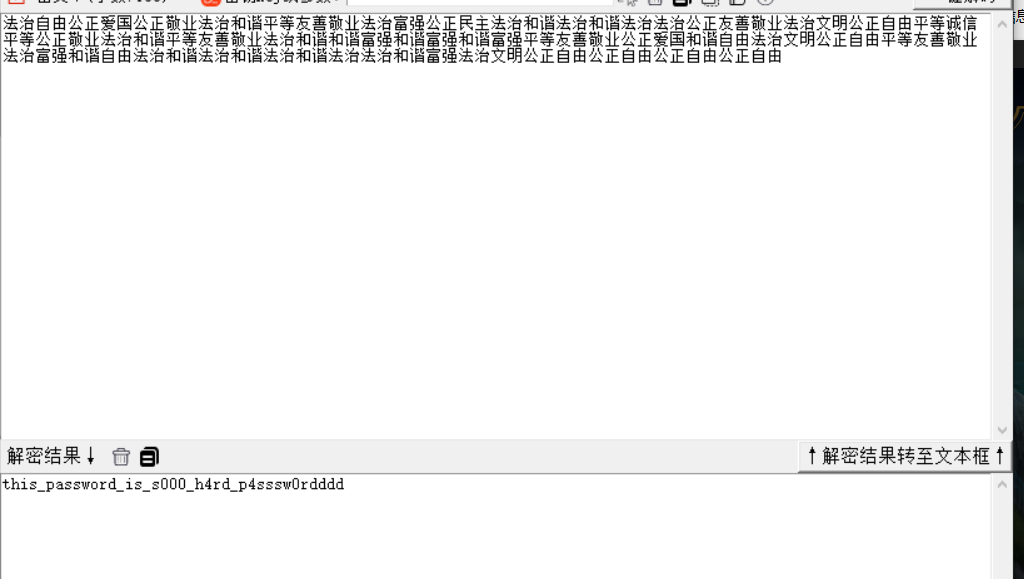 法治自由公正爱国公正敬业法治和谐平等友善敬业法治富强公正民主法治和谐法治和谐法治法治公正友善敬业法治文明公正自由平等诚信
平等公正敬业法治和谐平等友善敬业法治和谐和谐富强和谐富强平等友善敬业公正爱国和谐自由法治文明公正自由平等友善敬业
法治富强和谐自由法治和谐法治和谐法治和谐法治法治和谐富强法治文明公正自由公正自由公正自由公正自由
解密结果↓
↑解密结果转至文本框↑
this_password_is_s000_h4rd_p4sssw0rdddd